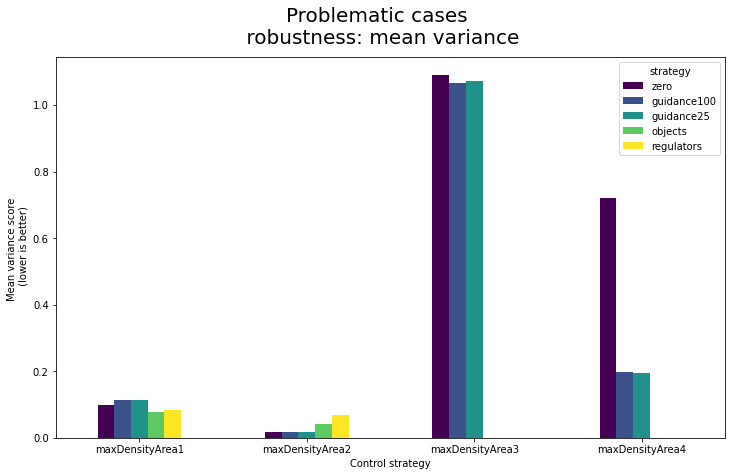 Problematic cases
robustness: mean variance
strategy
zero
guidance100
guidance25
objects
regulators
Mean variance score
(lower is better)
1.0
0.8
0.6
0.4
0.2
0.0
maxDensityArea1
maxDensityArea2
maxDensityArea3
maxDensityArea4
Control strategy